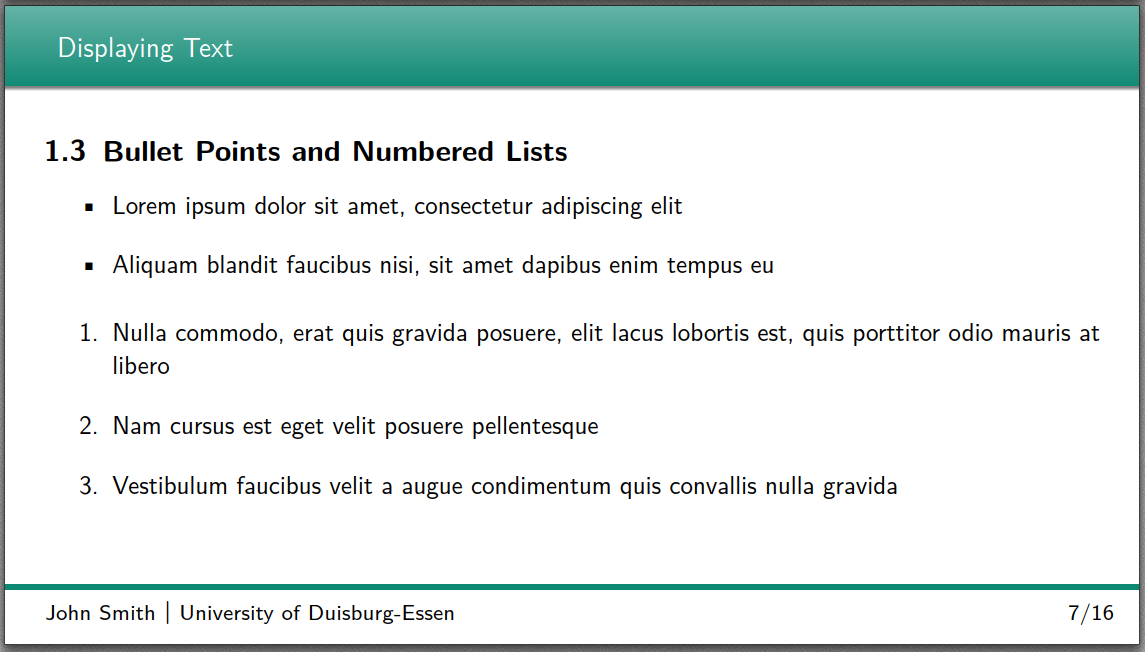 Displaying Text
1.3 Bullet Points and Numbered Lists
▪ Lorem ipsum dolor sit amet, consectetur adipiscing elit
▪ Aliquam blandit faucibus nisi, sit amet dapibus enim tempus eu
1. Nulla commodo, erat quis gravida posuere, elit lacus lobortis est, quis porttitor odio mauris at
libero
2. Nam cursus est eget velit posuere pellentesque
3. Vestibulum faucibus velit a augue condimentum quis convallis nulla gravida
John Smith | University of Duisburg-Essen
7/16